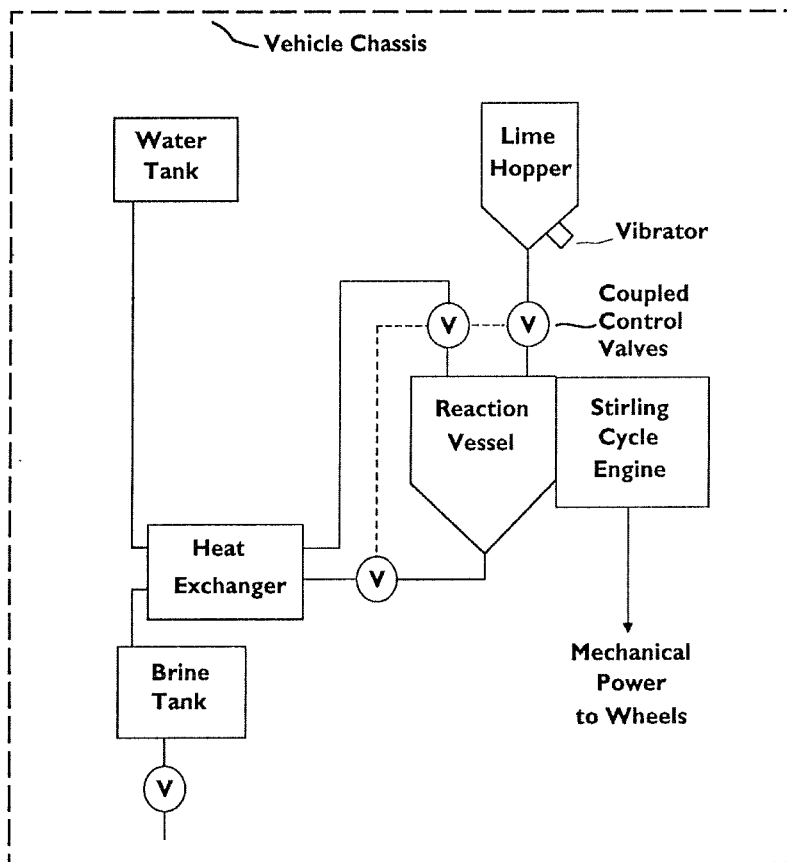 Vehicle Chassis
Water
Tank
Lime
Hopper
Vibrator
Coupled
Control
Valves
V
V
Reaction
Vessel
Stirling
Cycle
Engine
Heat
Exchanger
V
Brine
Tank
Mechanical
Power
to Wheels
V